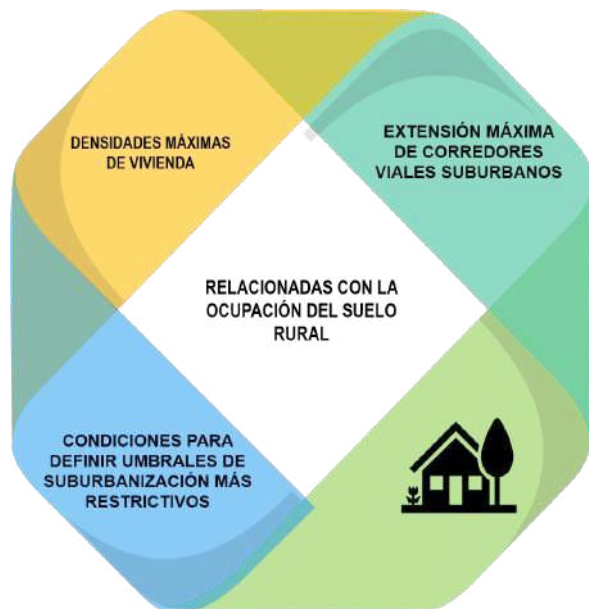 DENSIDADES MÁXIMAS
DE VIVIENDA
EXTENSIÓN MÁXIMA
DE CORREDORES
VIALES SUBURBANOS
RELACIONADAS CON LA
OCUPACIÓN DEL SUELO
RURAL
CONDICIONES PARA
DEFINIR UMBRALES DE
SUBURBANIZACIÓN MÁS
RESTRICTIVOS